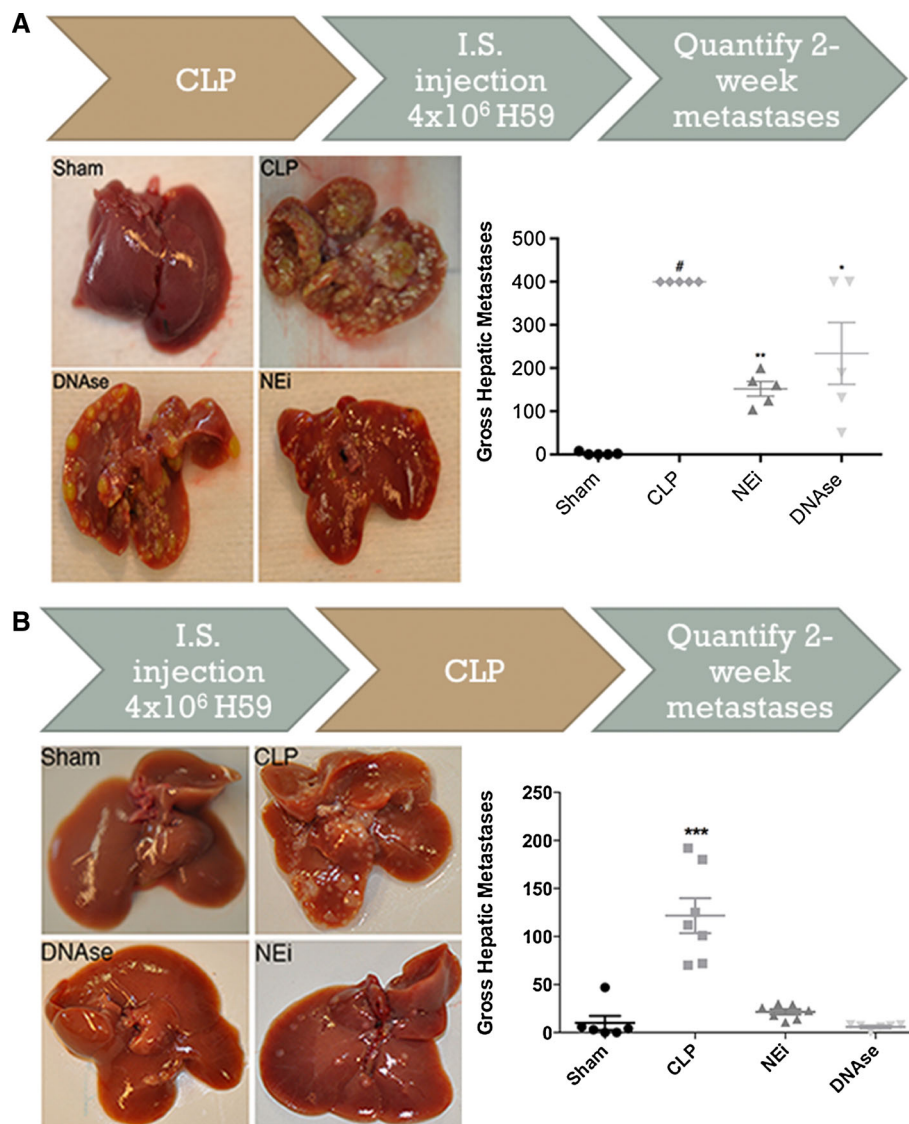 A
CLP
I.S.
injection
4x10⁶ H59
Quantify 2-
week
metastases
Sham
CLP
DNAse
NEi
Gross Hepatic Metastases
500
400
300
200
100
0
#
**
*
Sham
CLP
NEi
DNAse
B
I.S.
injection
4x10⁶ H59
CLP
Quantify 2-
week
metastases
Sham
CLP
DNAse
NEi
Gross Hepatic Metastases
250
200
150
100
50
0
***
Sham
CLP
NEi
DNAse